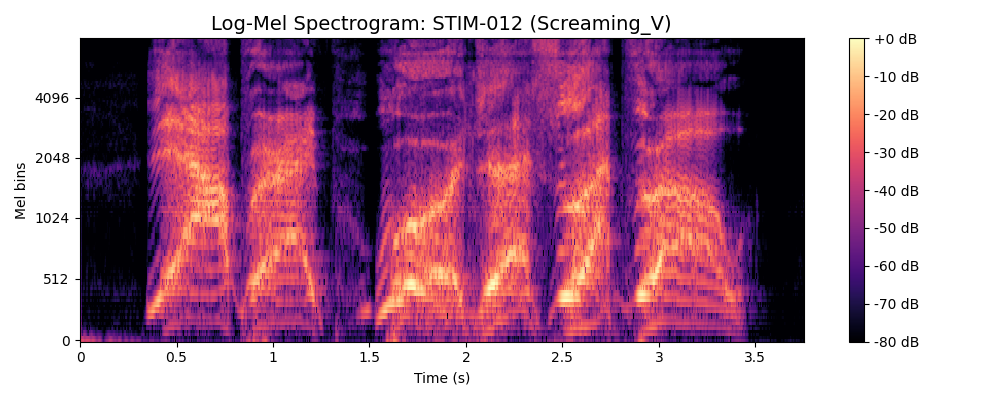 Log-Mel Spectrogram: STIM-012 (Screaming_V)
Mel bins
4096
2048
1024
512
0
0
0.5
1
1.5
2
2.5
3
3.5
Time (s)
+0 dB
-10 dB
-20 dB
-30 dB
-40 dB
-50 dB
-60 dB
-70 dB
-80 dB